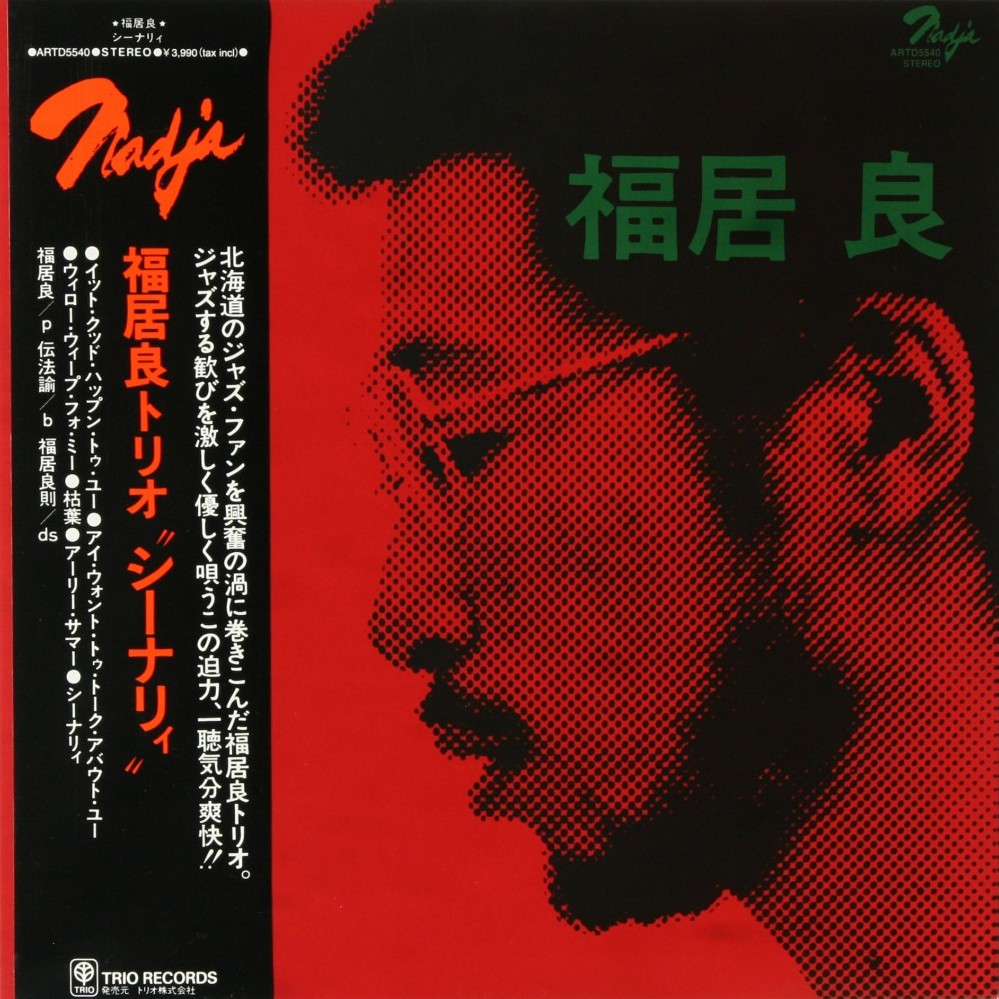 ★福居良★
シーナリィ
●ARTD5540●STEREO●¥3,990(tax incl)●
Nadja
北海道のジャズ・ファンを興奮の渦に巻きこんだ福居良トリオ。
ジャズする歓びを激しく優しく唄うこの迫力、一聴気分爽快!!
福居良トリオ〝シーナリィ〟
●イット・クッド・ハップン・トゥ・ユー●アイ・ウォント・トゥ・トーク・アバウト・ユー
●ウィロー・ウィープ・フォ・ミー●枯葉●アーリー・サマー●シーナリィ
福居良/p 伝法諭/b 福居良則/ds
TRIO
TRIO RECORDS
発売元 トリオ株式会社
Nadja
ARTD5540
STEREO
福居 良